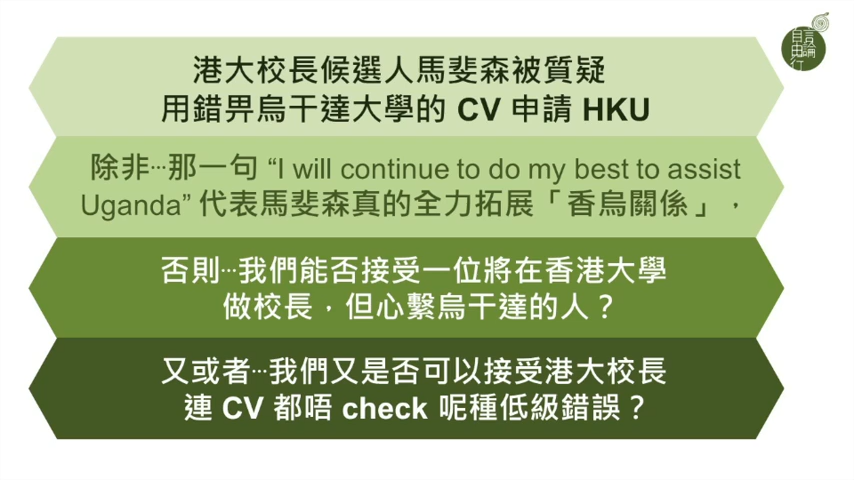 自由行
言論
港大校長候選人馬斐森被質疑
用錯畀烏干達大學的 CV 申請 HKU
除非…那一句 “I will continue to do my best to assist
Uganda” 代表馬斐森真的全力拓展「香烏關係」，
否則…我們能否接受一位將在香港大學
做校長，但心繫烏干達的人？
又或者…我們又是否可以接受港大校長
連 CV 都唔 check 呢種低級錯誤？